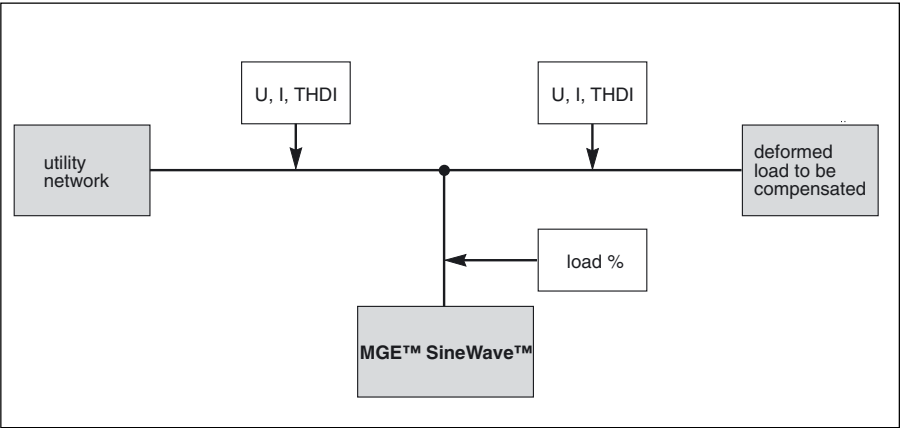 U, I, THDI
U, I, THDI
utility
network
deformed
load to be
compensated
load %
MGE™ SineWave™